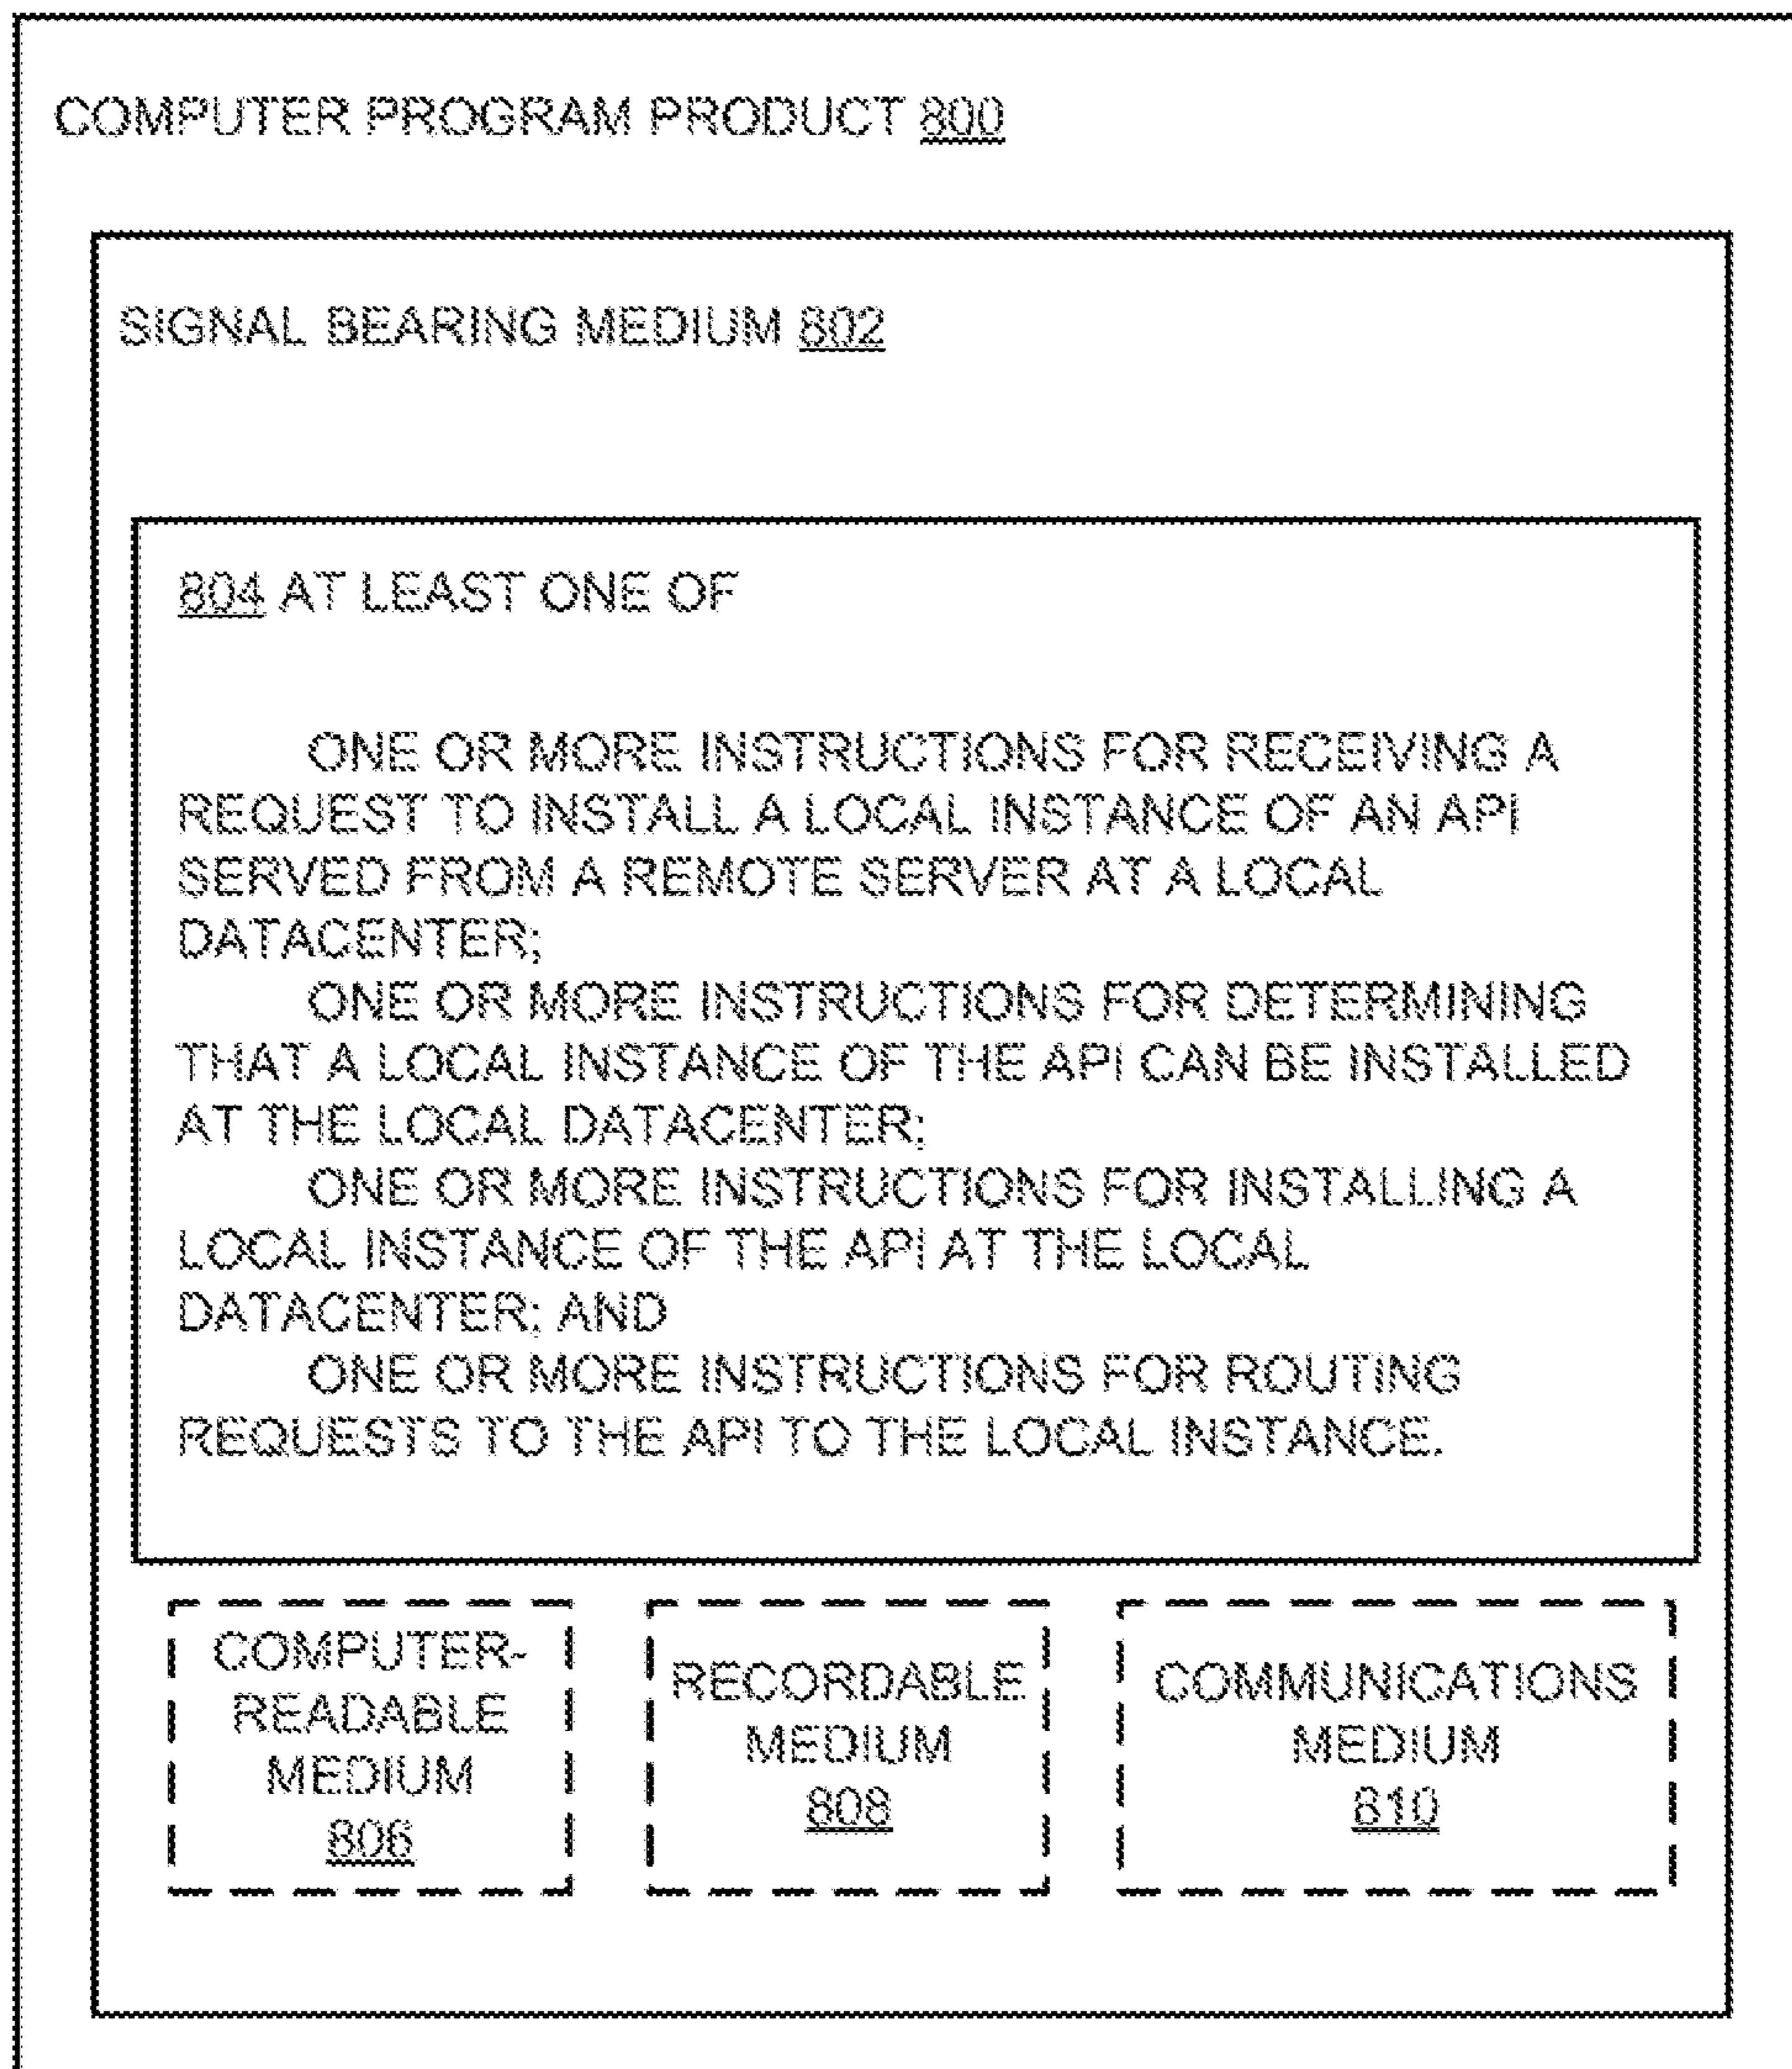 COMPUTER PROGRAM PRODUCT 800
SIGNAL BEARING MEDIUM 802
804 AT LEAST ONE OF
ONE OR MORE INSTRUCTIONS FOR RECEIVING A
REQUEST TO INSTALL A LOCAL INSTANCE OF AN API
SERVED FROM A REMOTE SERVER AT A LOCAL
DATACENTER;
ONE OR MORE INSTRUCTIONS FOR DETERMINING
THAT A LOCAL INSTANCE OF THE API CAN BE INSTALLED
AT THE LOCAL DATACENTER;
ONE OR MORE INSTRUCTIONS FOR INSTALLING A
LOCAL INSTANCE OF THE API AT THE LOCAL
DATACENTER; AND
ONE OR MORE INSTRUCTIONS FOR ROUTING
REQUESTS TO THE API TO THE LOCAL INSTANCE.
COMPUTER-
READABLE
MEDIUM
806
RECORDABLE
MEDIUM
808
COMMUNICATIONS
MEDIUM
810